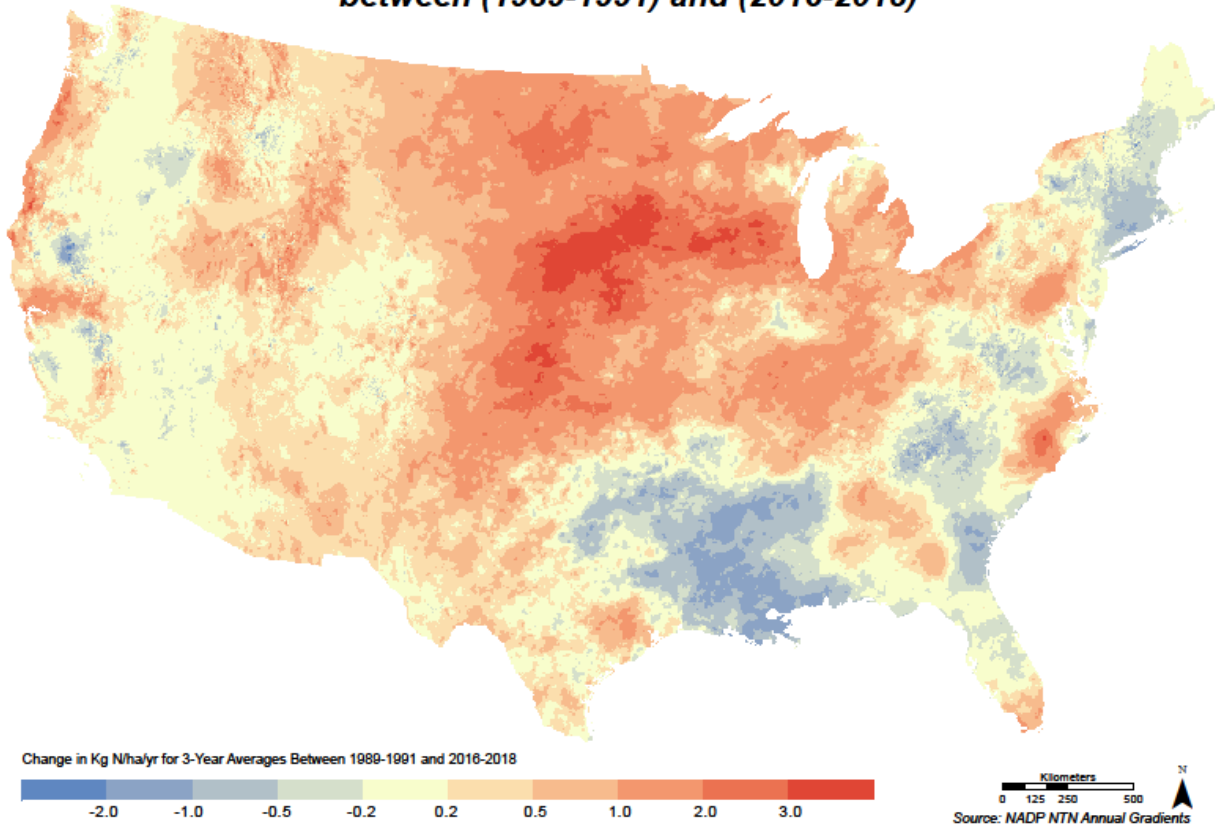 between (1989-1991) and (2016-2018)
Change in Kg N/ha/yr for 3-Year Averages Between 1989-1991 and 2016-2018
-2.0 -1.0 -0.5 -0.2 0.2 0.5 1.0 2.0 3.0
Kilometers
0 125 250 500
N
Source: NADP NTN Annual Gradients